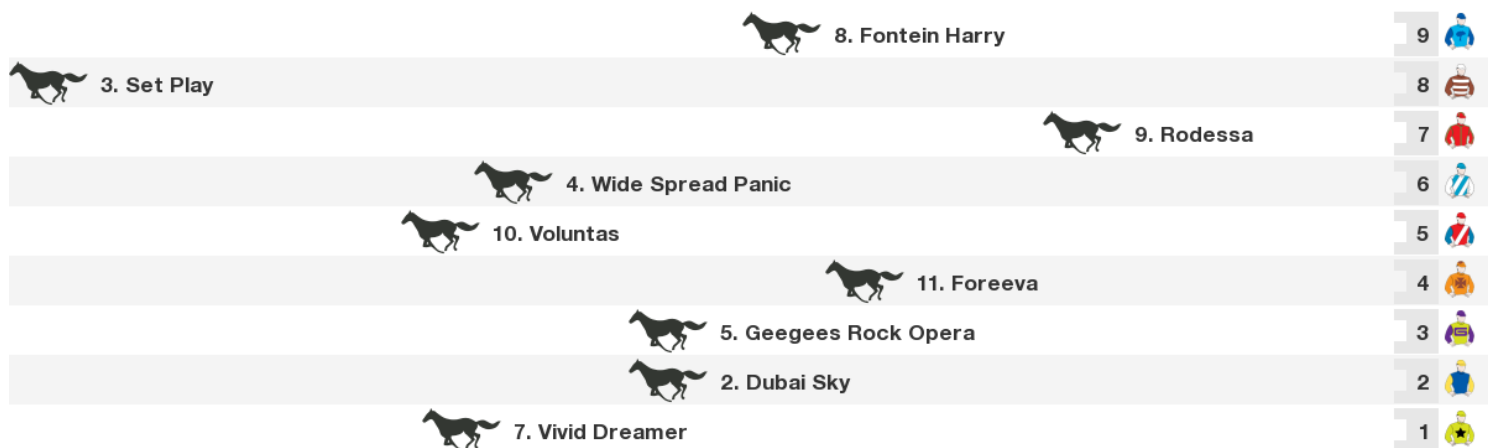 8. Fontein Harry 9
3. Set Play 8
9. Rodessa 7
4. Wide Spread Panic 6
10. Voluntas 5
11. Foreeva 4
5. Geegees Rock Opera 3 G
2. Dubai Sky 2
7. Vivid Dreamer 1